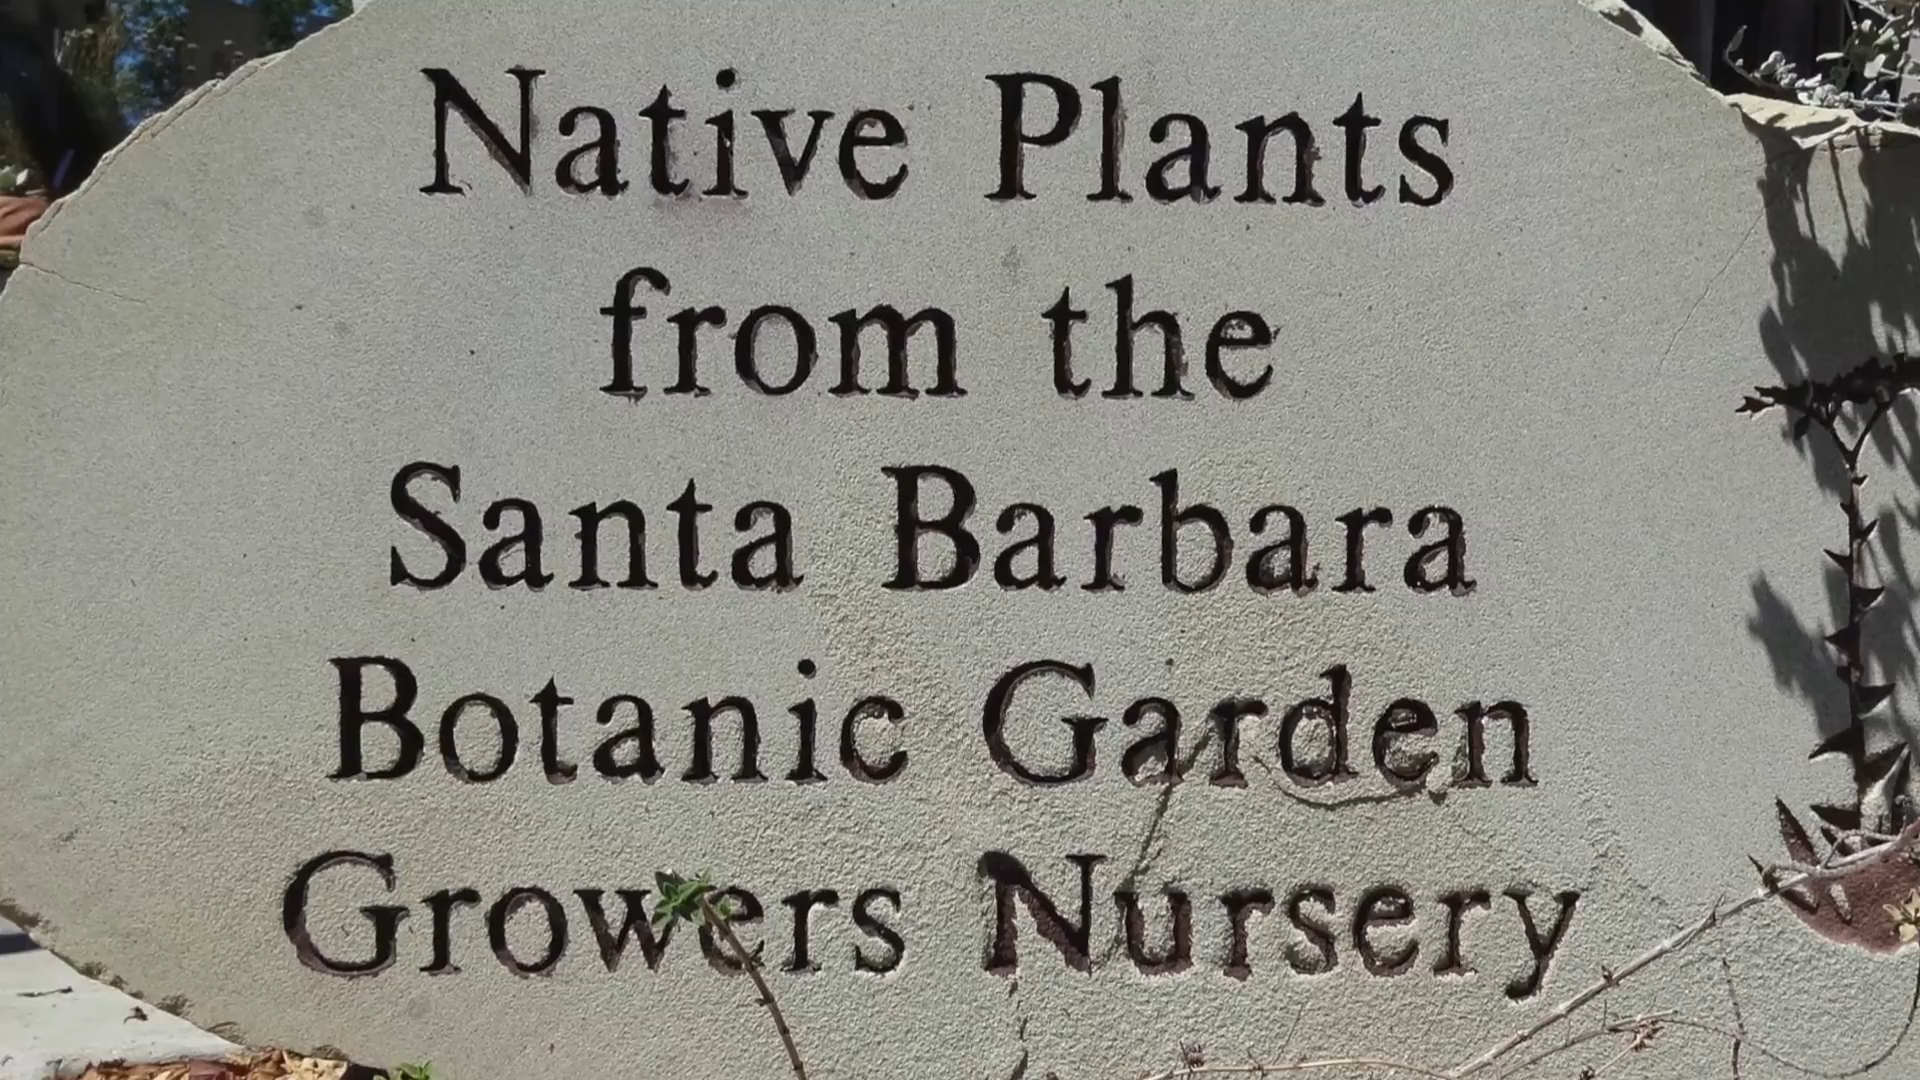 Native Plants
from the
Santa Barbara
Botanic Garden
Growers Nursery